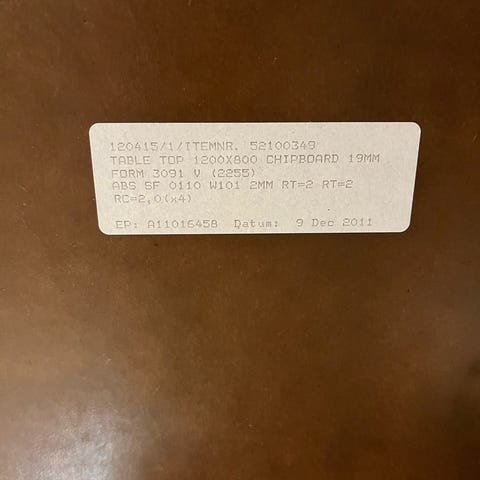 120415/1/ITEMNR. 52100349
TABLE TOP 1200X800 CHIPBOARD 19MM
FORM 3091 V (2255)
ABS SF 0110 W101 2MM RT=2 RT=2
RC=2,0(x4)
EP: A11016458 Datum: 9 Dec 2011